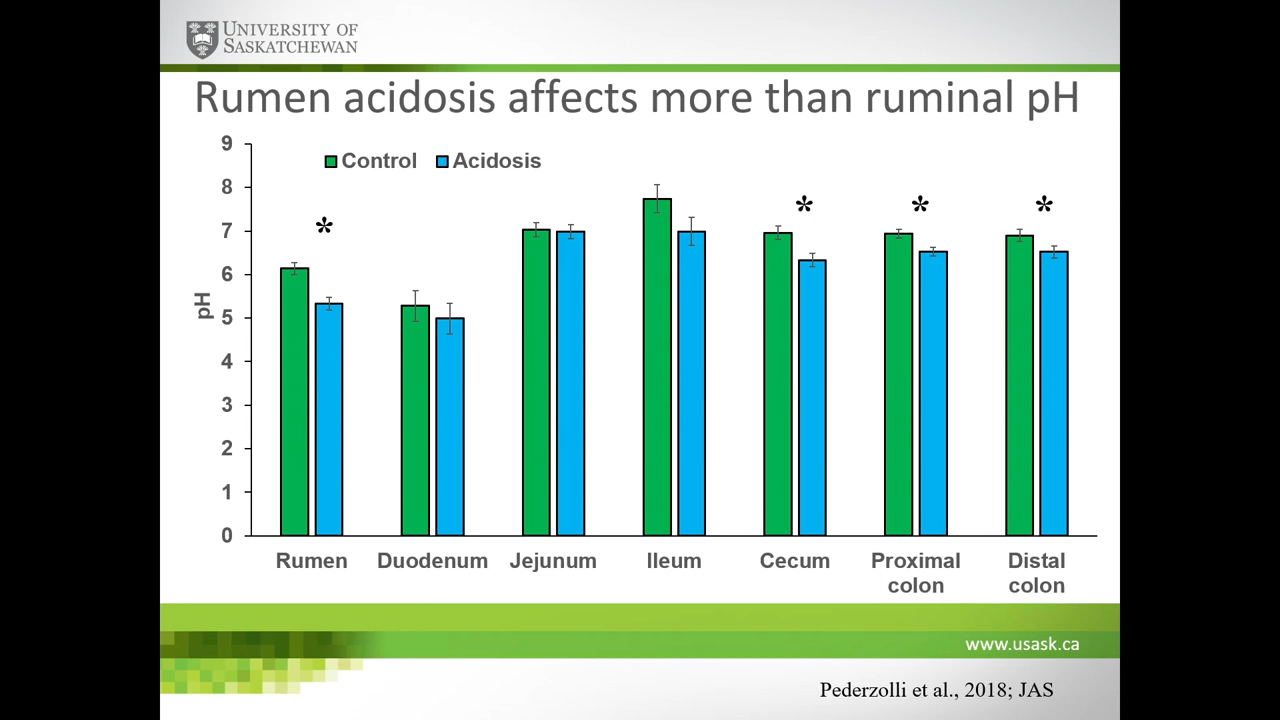 UNIVERSITY OF
SASKATCHEWAN
Rumen acidosis affects more than ruminal pH
Control Acidosis
9
8
7
6
5
4
3
2
1
0
pH
* * * *
Rumen Duodenum Jejunum Ileum Cecum Proximal colon Distal colon
www.usask.ca
Pederzolli et al., 2018; JAS